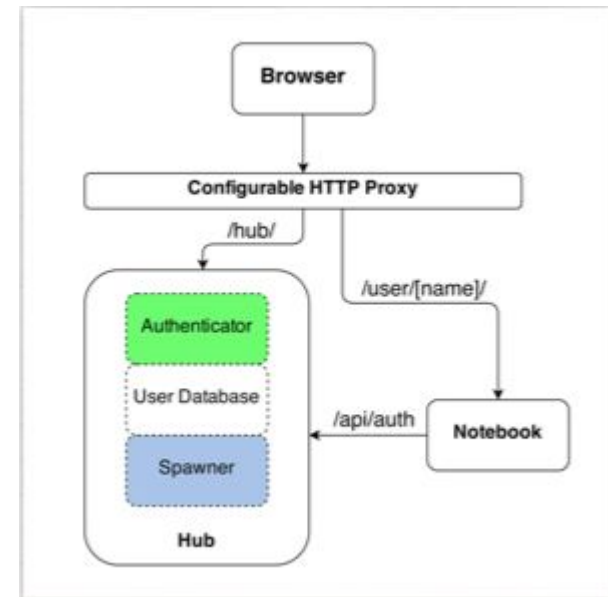 Browser
Configurable HTTP Proxy
/hub/
/user/[name]/
Authenticator
User Database
/api/auth
Notebook
Spawner
Hub